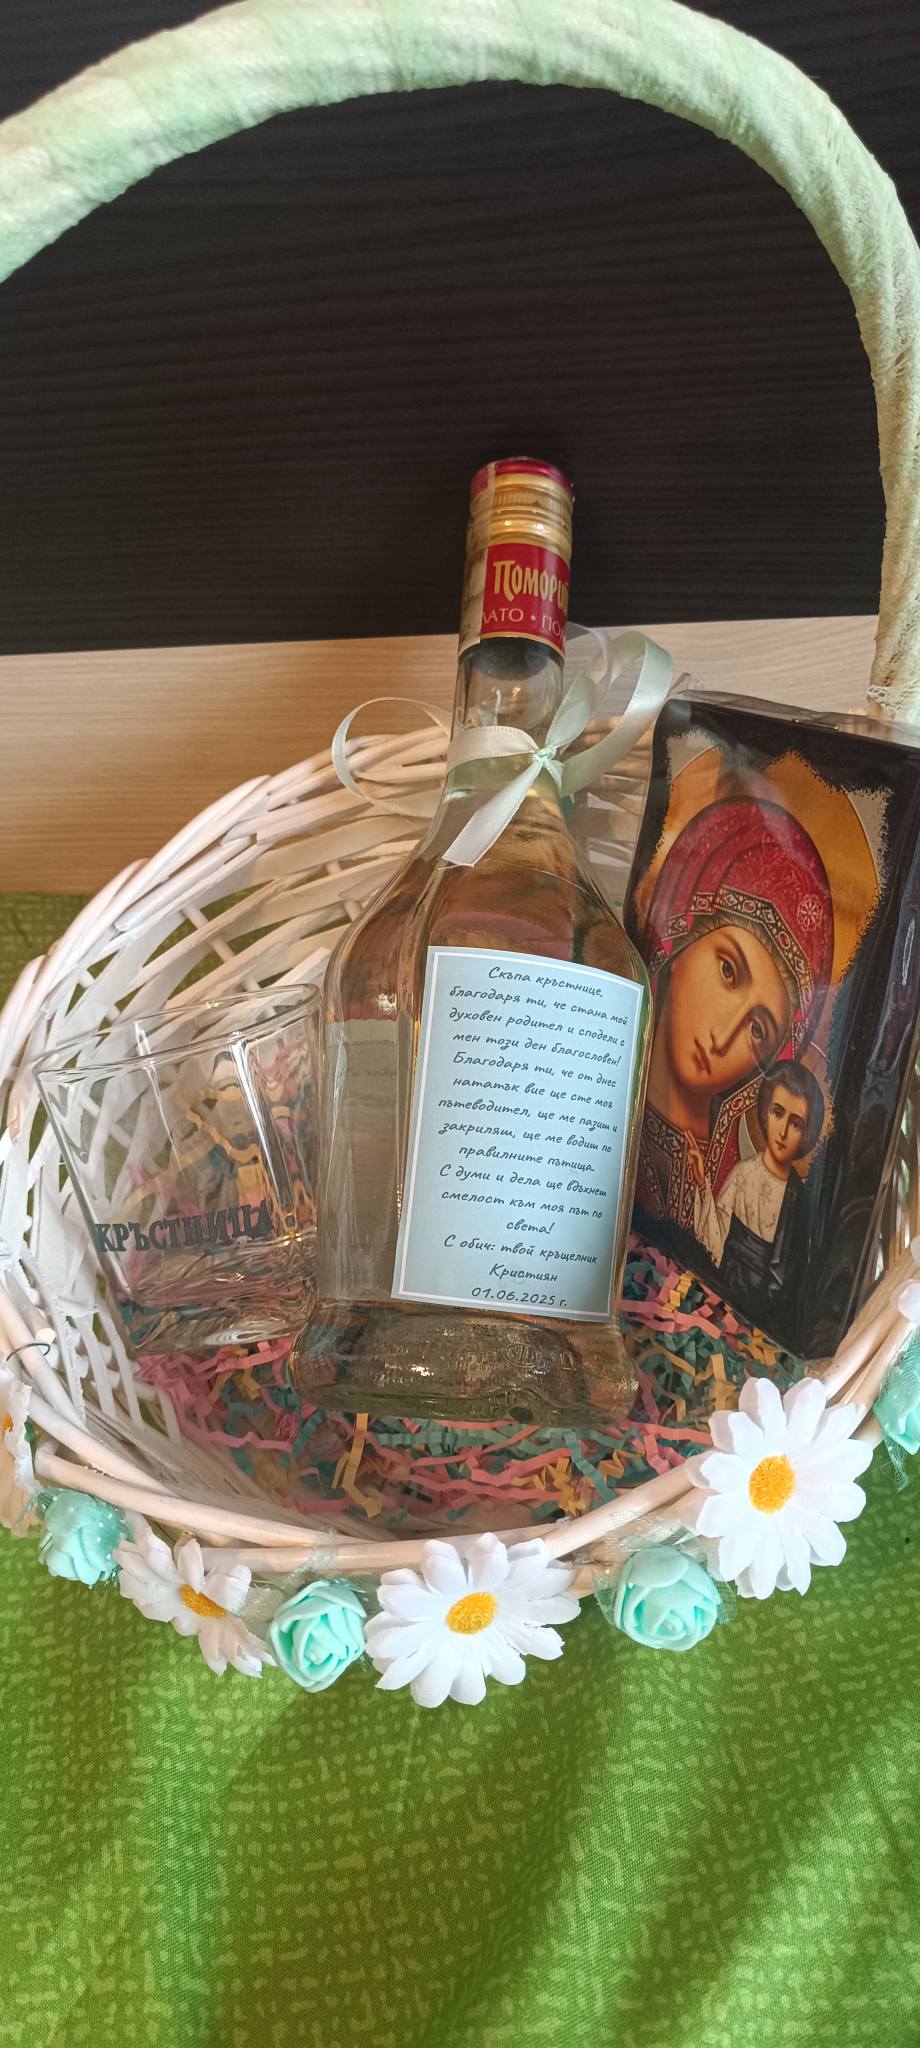 Помори
ЛАТО • ПО
Скъпа кръстнице,
благодаря ти, че стана мой
духовен родител и сподели с
мен този ден благословен!
Благодаря ти, че от днес
нататък вие ще сте моя
пътеводител, ще ме пазиш и
закриляш, ще ме водиш по
правилните пътища.
С думи и дела ще вдъхнеш
смелост към моя път по
света!
С обич: твой кръщелник
Кристиян
01.06.2025 г.
КРЪСТНИЦА